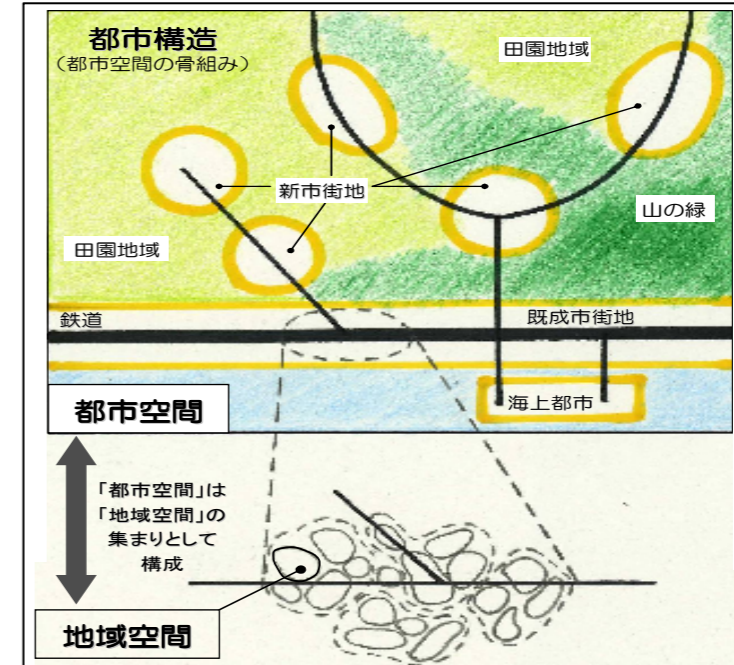 都市構造
（都市空間の骨組み）
田園地域
新市街地
山の緑
田園地域
鉄道
既成市街地
海上都市
都市空間
「都市空間」は
「地域空間」の
集まりとして
構成
地域空間